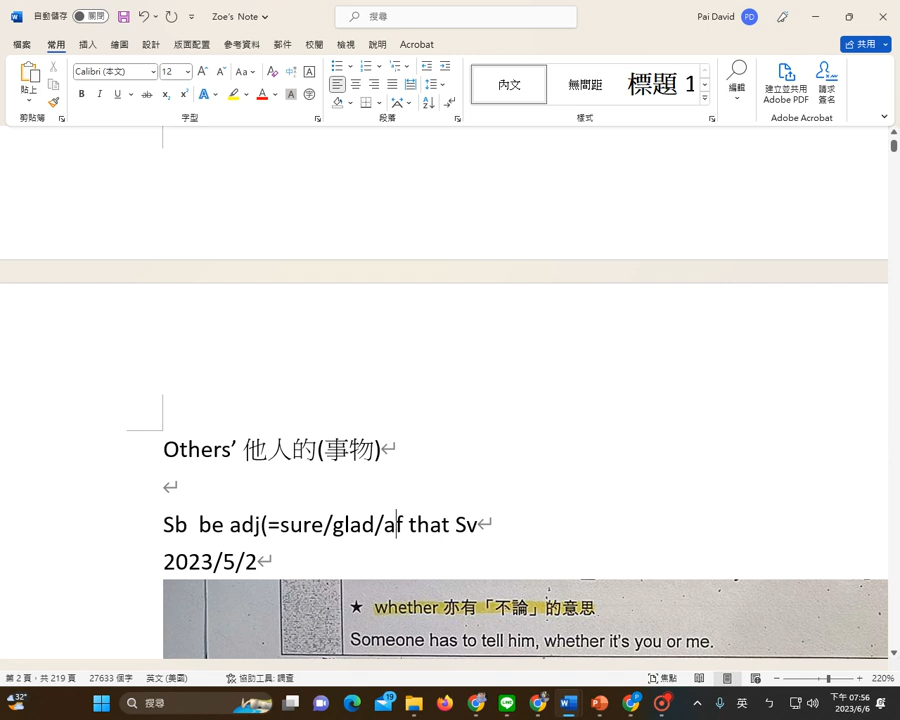 自動儲存 關閉 Zoe's Note 搜尋 Pai David PD
檔案 常用 插入 繪圖 設計 版面配置 參考資料 郵件 校閱 檢視 說明 Acrobat 共用
貼上 Calibri (本文) 12 A A Aa A A
B I U ab x₂ x² A A A 字
內文 無間距 標題 1
編輯 建立並共用 Adobe PDF 請求簽名
剪貼簿 字型 段落 樣式 Adobe Acrobat
Others’ 他人的(事物)
Sb be adj(=sure/glad/af that Sv
2023/5/2
★ whether 亦有「不論」的意思
Someone has to tell him, whether it's you or me.
第 2 頁，共 219 頁 27633 個字 英文 (美國) 協助工具: 調查 焦點 220%
32° 搜尋 19 英 下午 07:56
2023/6/6